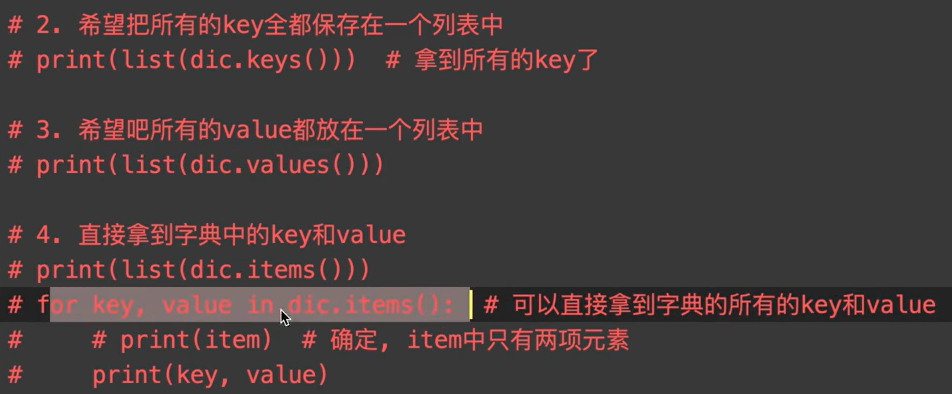 # 2. 希望把所有的key全都保存在一个列表中
# print(list(dic.keys()))  # 拿到所有的key了
# 3. 希望吧所有的value都放在一个列表中
# print(list(dic.values()))
# 4. 直接拿到字典中的key和value
# print(list(dic.items()))
# for key, value in dic.items():  # 可以直接拿到字典的所有的key和value
#     # print(item)  # 确定, item中只有两项元素
#     print(key, value)